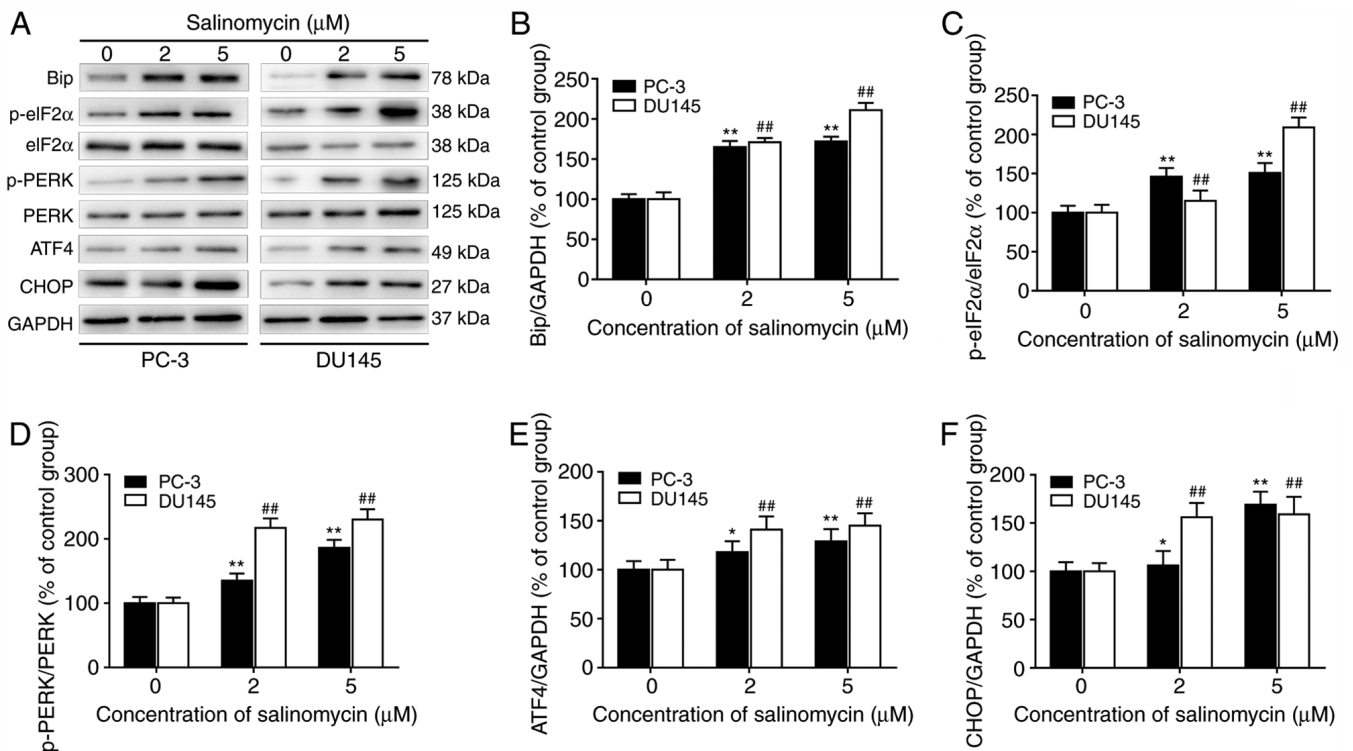 A
Salinomycin (μM)
0 2 5 0 2 5
Bip 78 kDa
p-eIF2α 38 kDa
eIF2α 38 kDa
p-PERK 125 kDa
PERK 125 kDa
ATF4 49 kDa
CHOP 27 kDa
GAPDH 37 kDa
PC-3 DU145
B
Bip/GAPDH (% of control group)
250
200
150
100
50
0
PC-3
DU145
** ## ** ##
0 2 5
Concentration of salinomycin (μM)
C
p-eIF2α/eIF2α (% of control group)
250
200
150
100
50
0
PC-3
DU145
** ## ** ##
0 2 5
Concentration of salinomycin (μM)
D
p-PERK/PERK (% of control group)
300
200
100
0
PC-3
DU145
** ## ** ##
0 2 5
Concentration of salinomycin (μM)
E
ATF4/GAPDH (% of control group)
200
150
100
50
0
PC-3
DU145
* ## ** ##
0 2 5
Concentration of salinomycin (μM)
F
CHOP/GAPDH (% of control group)
200
150
100
50
0
PC-3
DU145
* ## ** ##
0 2 5
Concentration of salinomycin (μM)